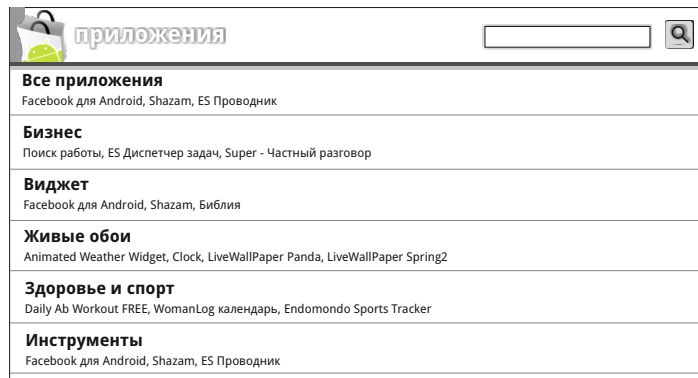 приложения
Все приложения
Facebook для Android, Shazam, ES Проводник
Бизнес
Поиск работы, ES Диспетчер задач, Super - Частный разговор
Виджет
Facebook для Android, Shazam, Библия
Живые обои
Animated Weather Widget, Clock, LiveWallPaper Panda, LiveWallPaper Spring2
Здоровье и спорт
Daily Ab Workout FREE, WomanLog календарь, Endomondo Sports Tracker
Инструменты
Facebook для Android, Shazam, ES Проводник